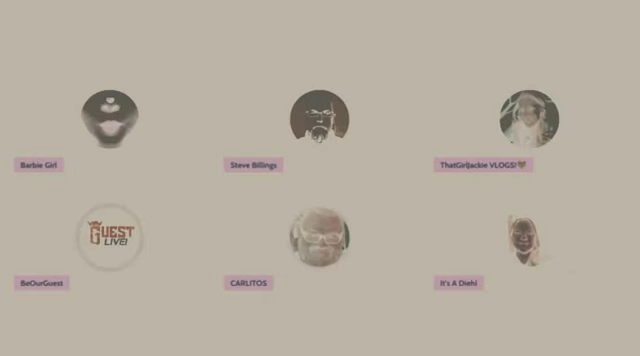 Barbie Girl
Steve Billings
ThatGirlJackie VLOGS!🤎
GUEST
LIVE!
BeOurGuest
CARLITOS
It's A Diehl